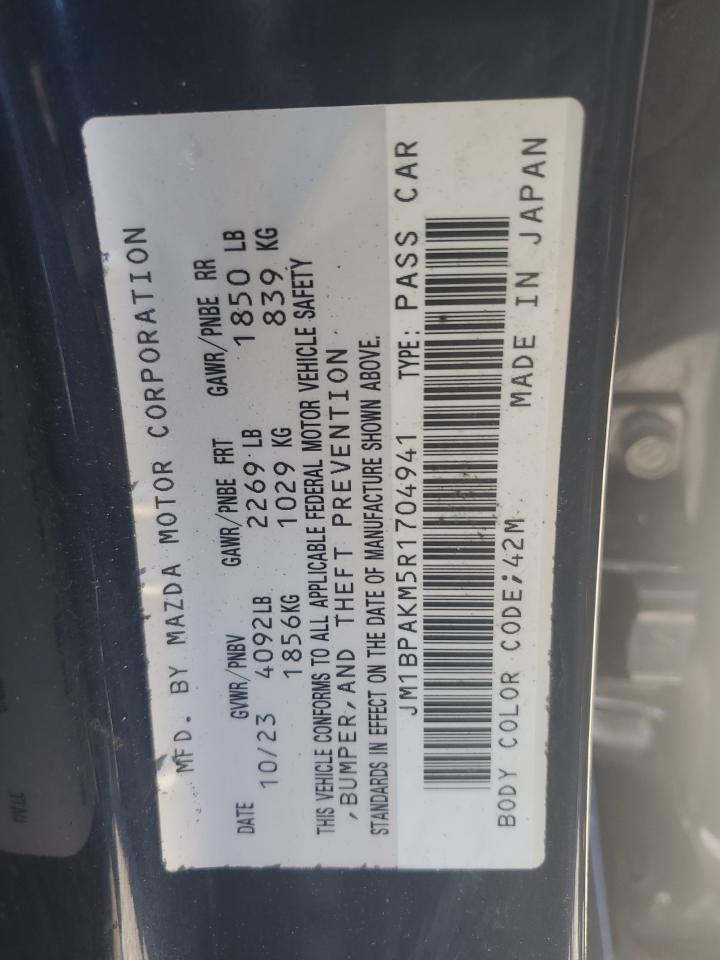 MFD. BY MAZDA MOTOR CORPORATION
DATE GVWR/PNBV GAWR/PNBE FRT GAWR/PNBE RR
10/23 4092LB 2269 LB 1850 LB
1856KG 1029 KG 839 KG
THIS VEHICLE CONFORMS TO ALL APPLICABLE FEDERAL MOTOR VEHICLE SAFETY
,BUMPER,AND THEFT PREVENTION
STANDARDS IN EFFECT ON THE DATE OF MANUFACTURE SHOWN ABOVE.
JM1BPAKM5R1704941 TYPE: PASS CAR
BODY COLOR CODE;42M MADE IN JAPAN